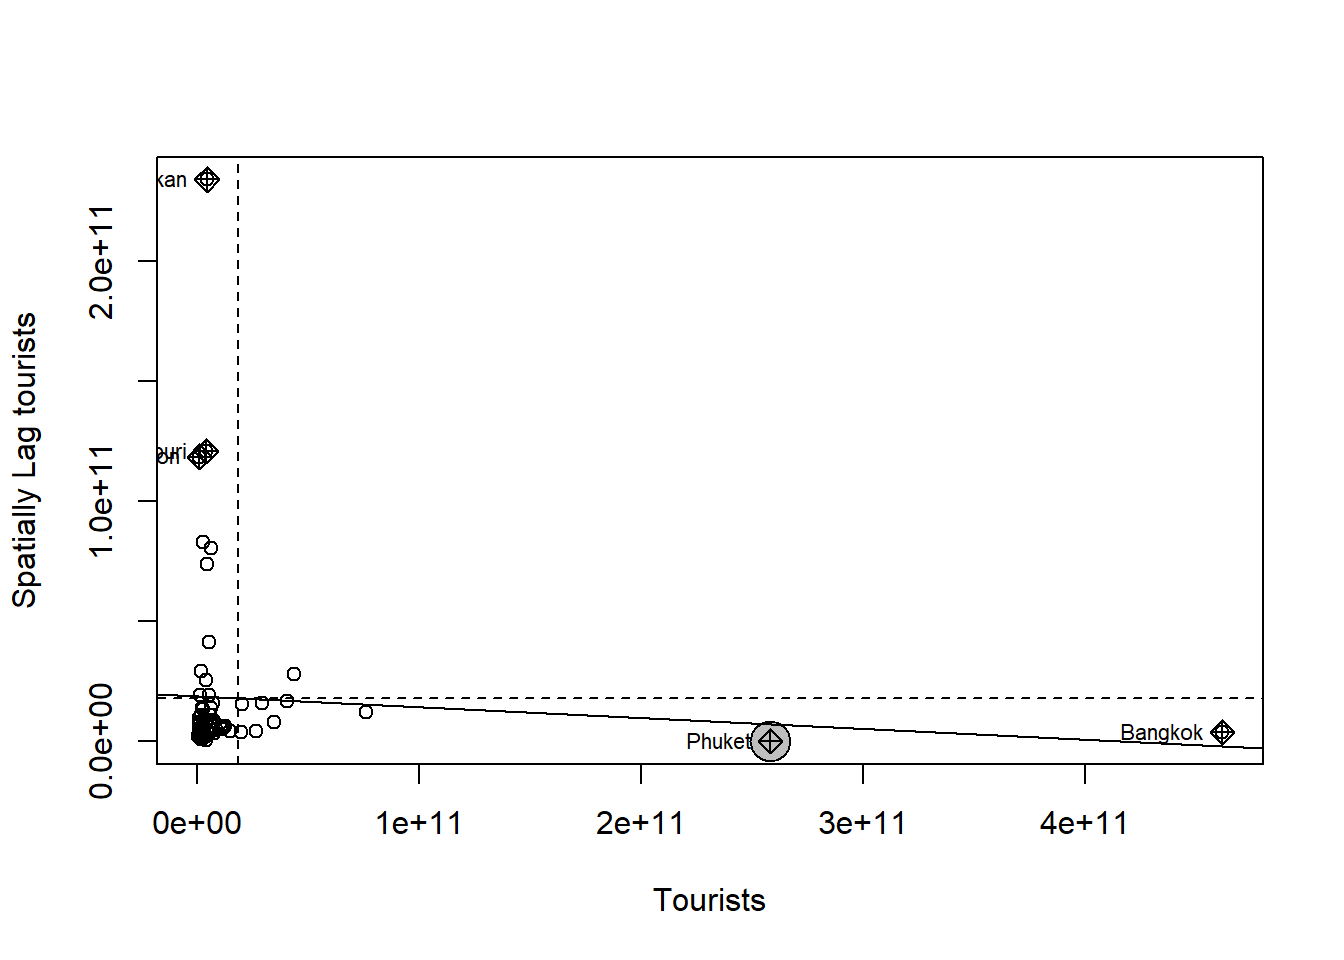 kan
2.0e+11
1.0e+11
0.0e+00
Spatially Lag tourists
Phuket
Bangkok
0e+00 1e+11 2e+11 3e+11 4e+11
Tourists